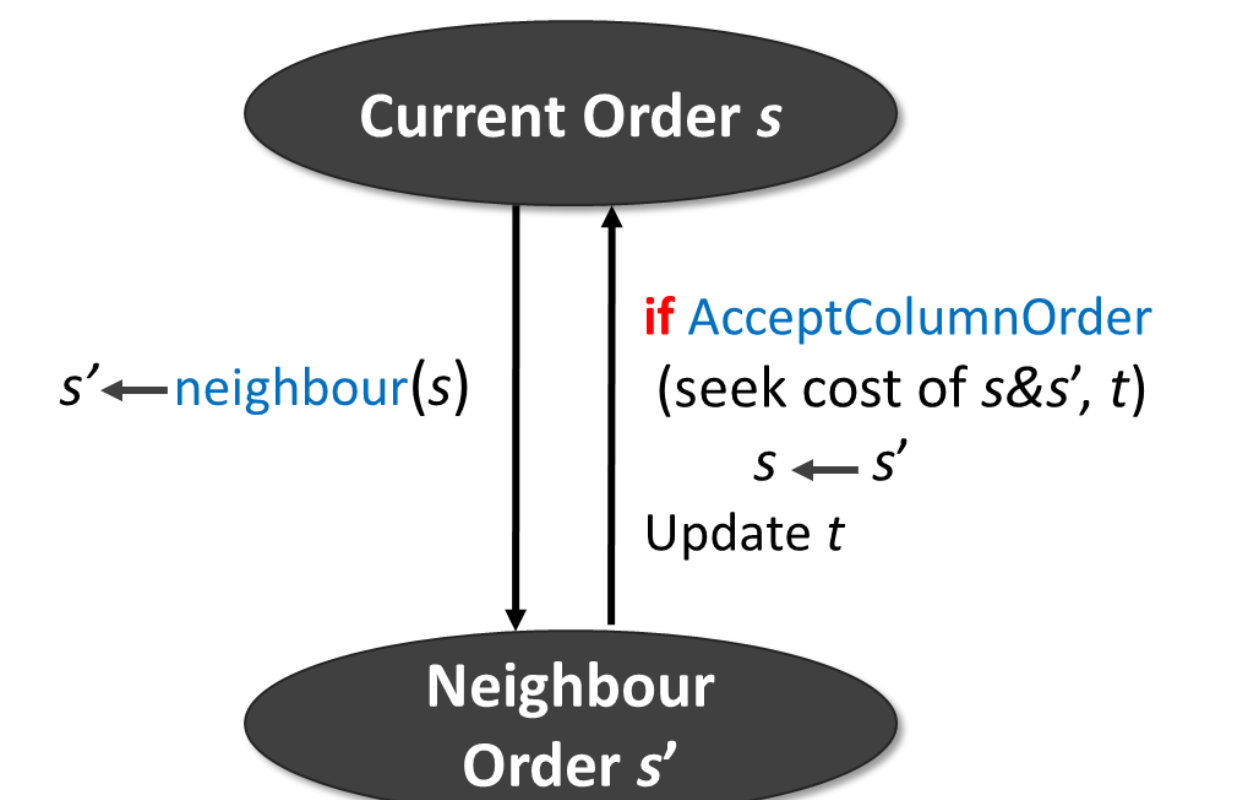 Current Order s
if AcceptColumnOrder
s’←neighbour(s)
(seek cost of s&s’, t)
s ← s’
Update t
Neighbour
Order s’